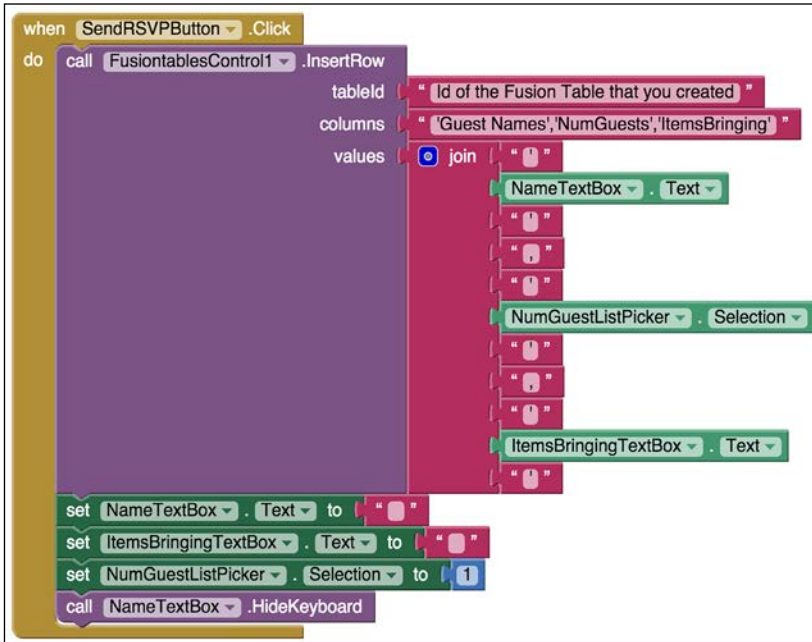 when SendRSVPButton .Click
do call FusiontablesControl1 .InsertRow
tableId " Id of the Fusion Table that you created "
columns " 'Guest Names','NumGuests','ItemsBringing' "
values join " ' "
NameTextBox . Text
" ' "
" , "
" ' "
NumGuestListPicker . Selection
" ' "
" , "
" ' "
ItemsBringingTextBox . Text
" ' "
set NameTextBox . Text to " "
set ItemsBringingTextBox . Text to " "
set NumGuestListPicker . Selection to 1
call NameTextBox .HideKeyboard